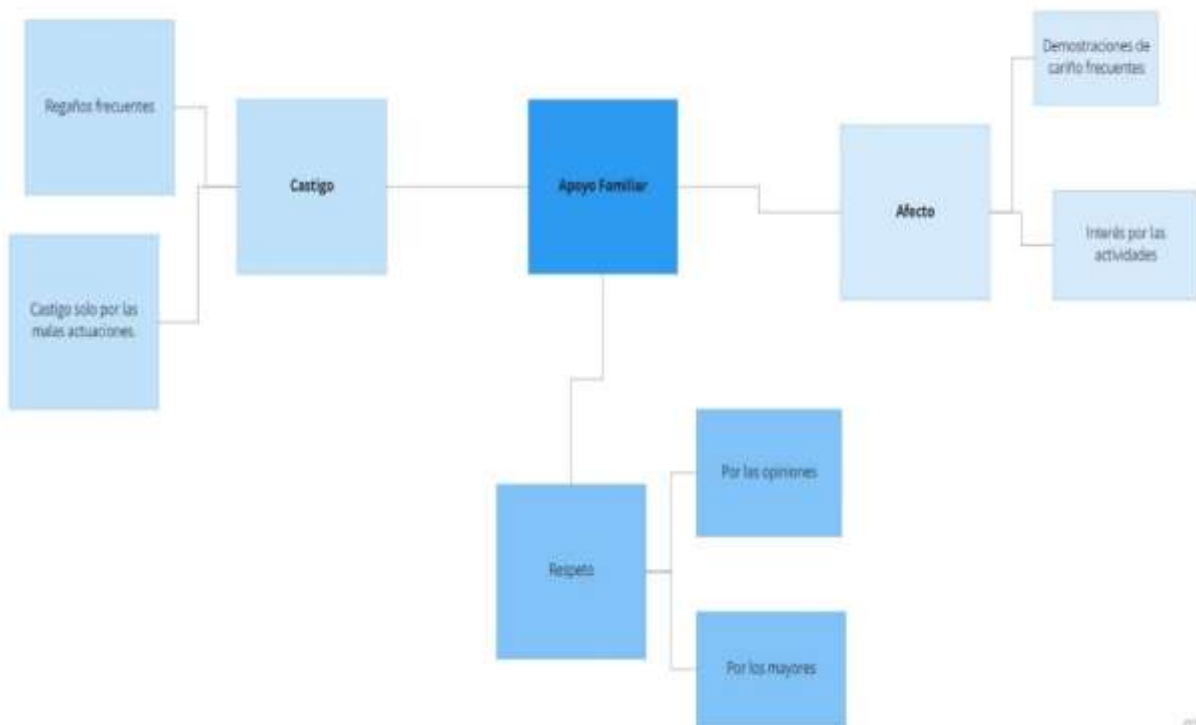 Regaños frecuentes
Castigo solo por las
malas actuaciones.
Castigo
Apoyo Familiar
Afecto
Demostraciones de
cariño frecuentes
Interés por las
actividades
Respeto
Por las opiniones
Por los mayores